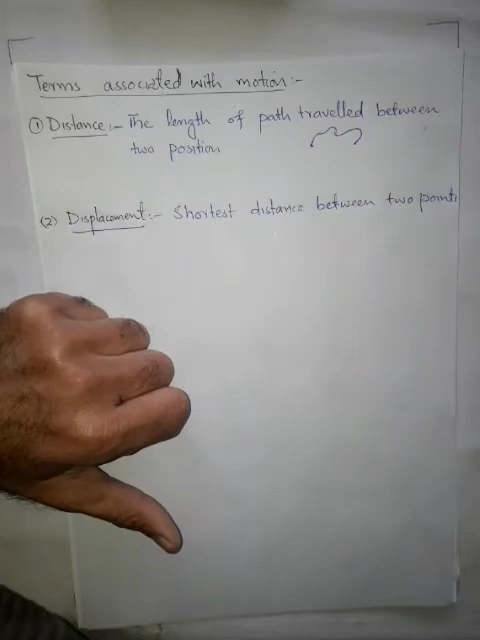 Terms associated with motion:-
① Distance:- The length of path travelled between
two position
(2) Displacement:- Shortest distance between two points